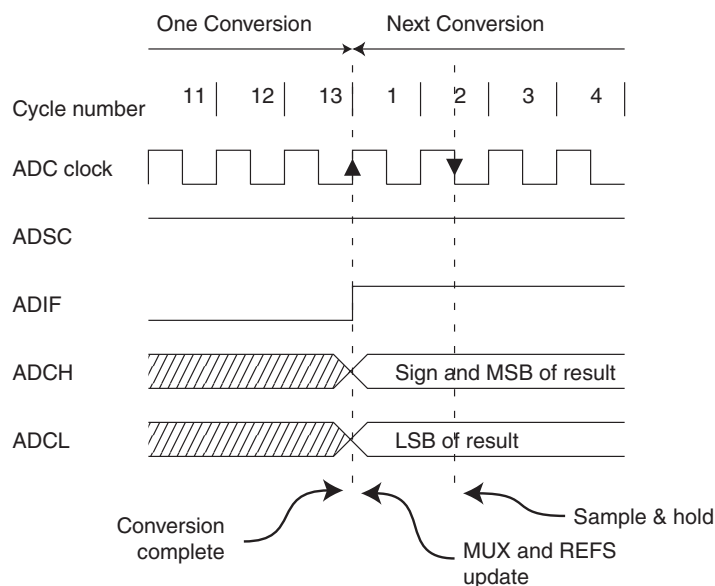 One Conversion Next Conversion
Cycle number 11 12 13 1 2 3 4
ADC clock
ADSC
ADIF
ADCH Sign and MSB of result
ADCL LSB of result
Conversion
complete
MUX and REFS
update
Sample & hold